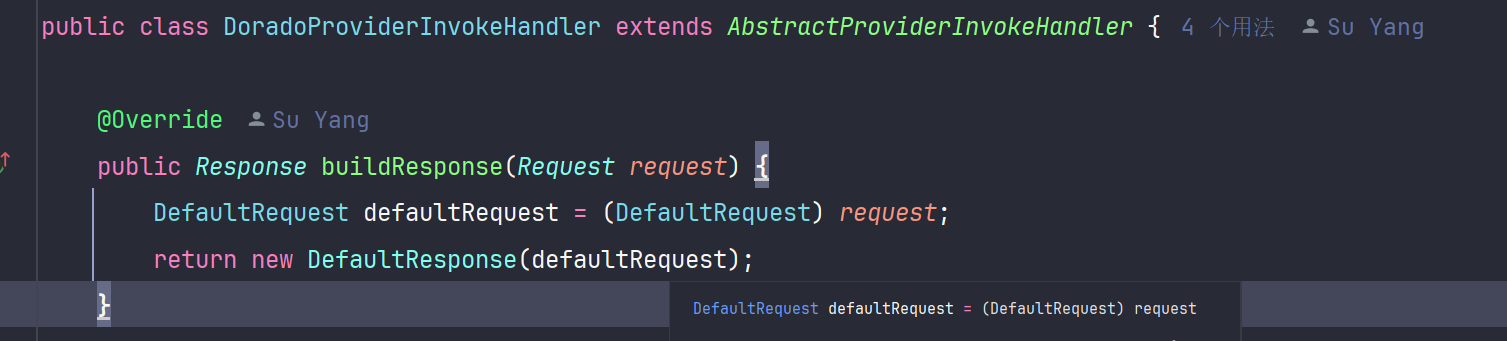 public class DoradoProviderInvokeHandler extends AbstractProviderInvokeHandler { 4 个用法 Su Yang
@Override Su Yang
public Response buildResponse(Request request) {
DefaultRequest defaultRequest = (DefaultRequest) request;
return new DefaultResponse(defaultRequest);
}
DefaultRequest defaultRequest = (DefaultRequest) request